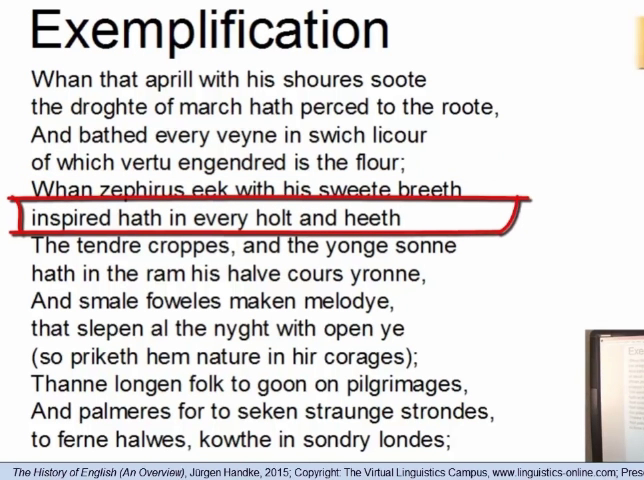 Exemplification
Whan that aprill with his shoures soote
the droghte of march hath perced to the roote,
And bathed every veyne in swich licour
of which vertu engendred is the flour;
Whan zephirus eek with his sweete breeth
inspired hath in every holt and heeth
The tendre croppes, and the yonge sonne
hath in the ram his halve cours yronne,
And smale foweles maken melodye,
that slepen al the nyght with open ye
(so priketh hem nature in hir corages);
Thanne longen folk to goon on pilgrimages,
And palmeres for to seken straunge strondes,
to ferne halwes, kowthe in sondry londes;
The History of English (An Overview), Jürgen Handke, 2015; Copyright: The Virtual Linguistics Campus, www.linguistics-online.com;